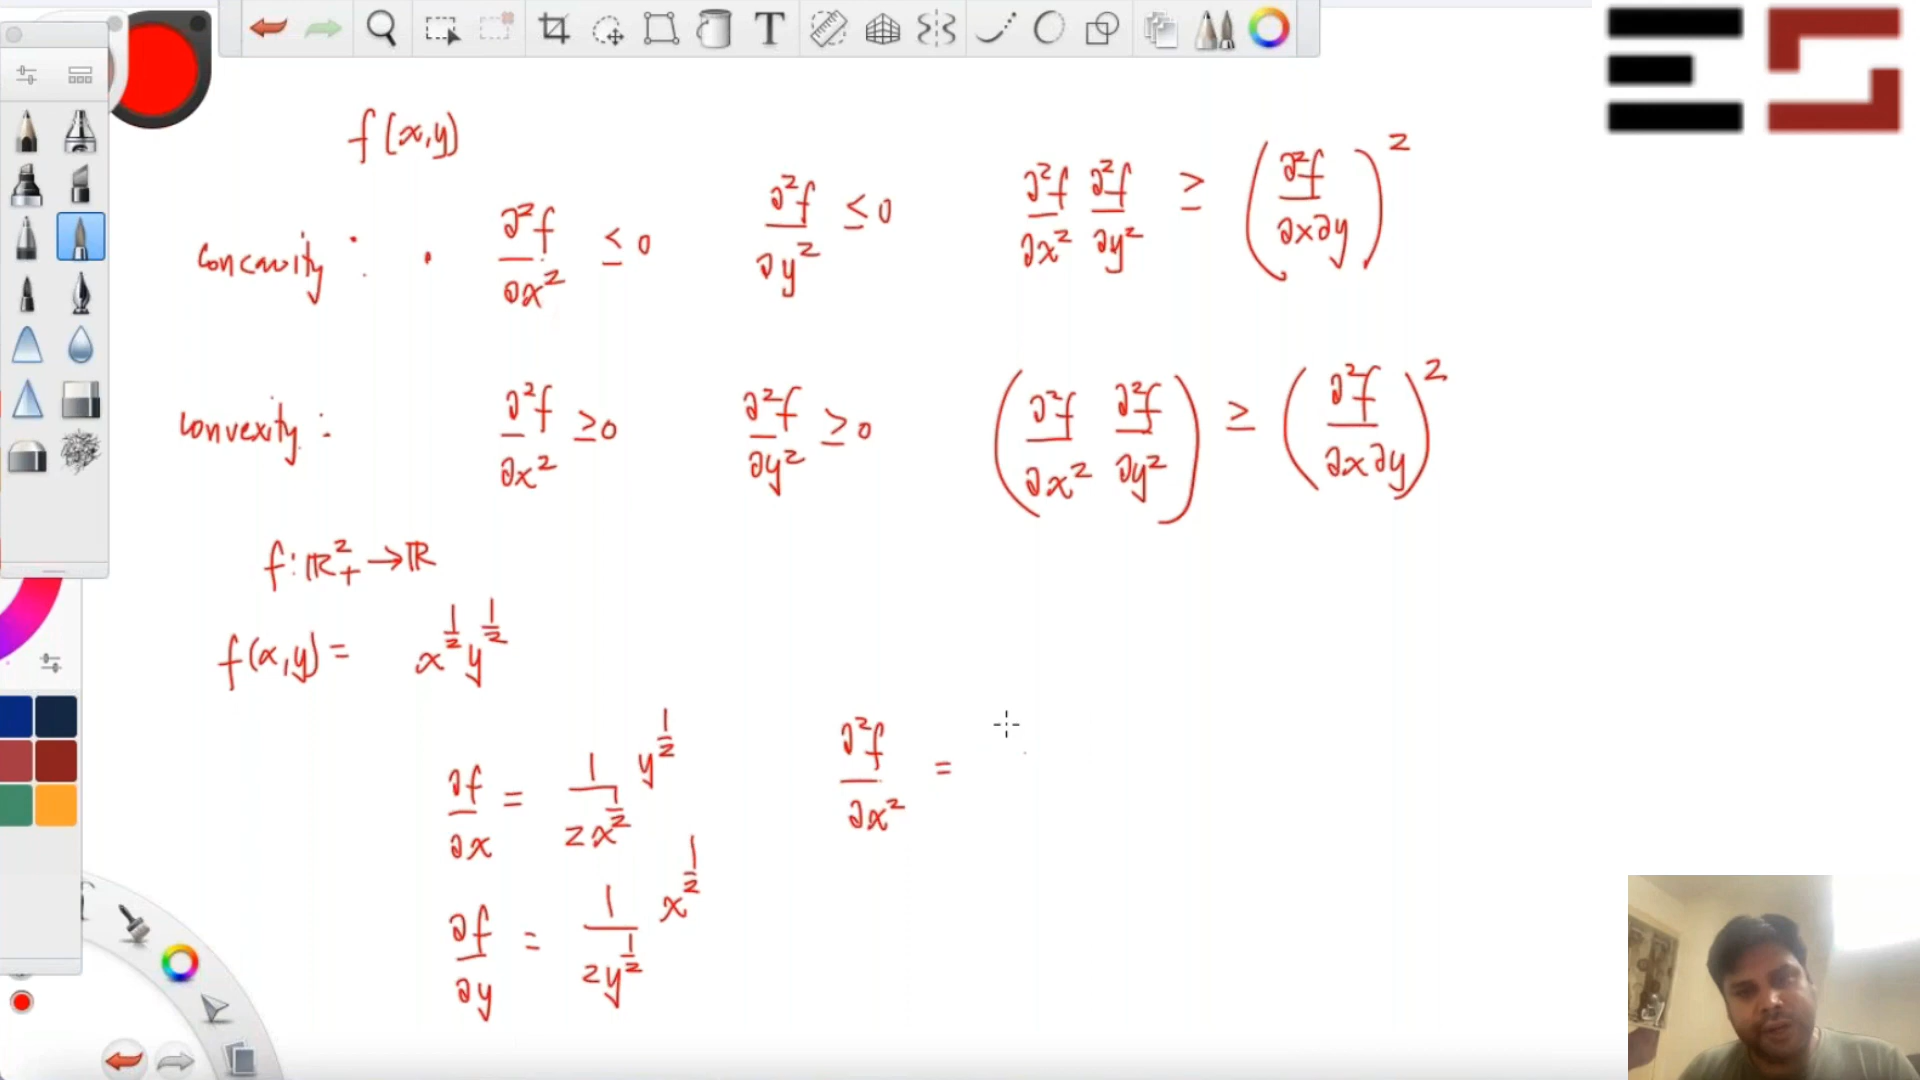 ES
T
f(x,y)
concavity: . ∂²f/∂x² ≤ 0 ∂²f/∂y² ≤ 0 ∂²f/∂x² ∂²f/∂y² ≥ (∂²f/∂x∂y)²
convexity: ∂²f/∂x² ≥ 0 ∂²f/∂y² ≥ 0 (∂²f/∂x² ∂²f/∂y²) ≥ (∂²f/∂x∂y)²
f: ℝ²₊ → ℝ
f(x,y) = x^{1/2} y^{1/2}
∂f/∂x = 1/(2x^{1/2}) y^{1/2} ∂²f/∂x² =
∂f/∂y = 1/(2y^{1/2}) x^{1/2}